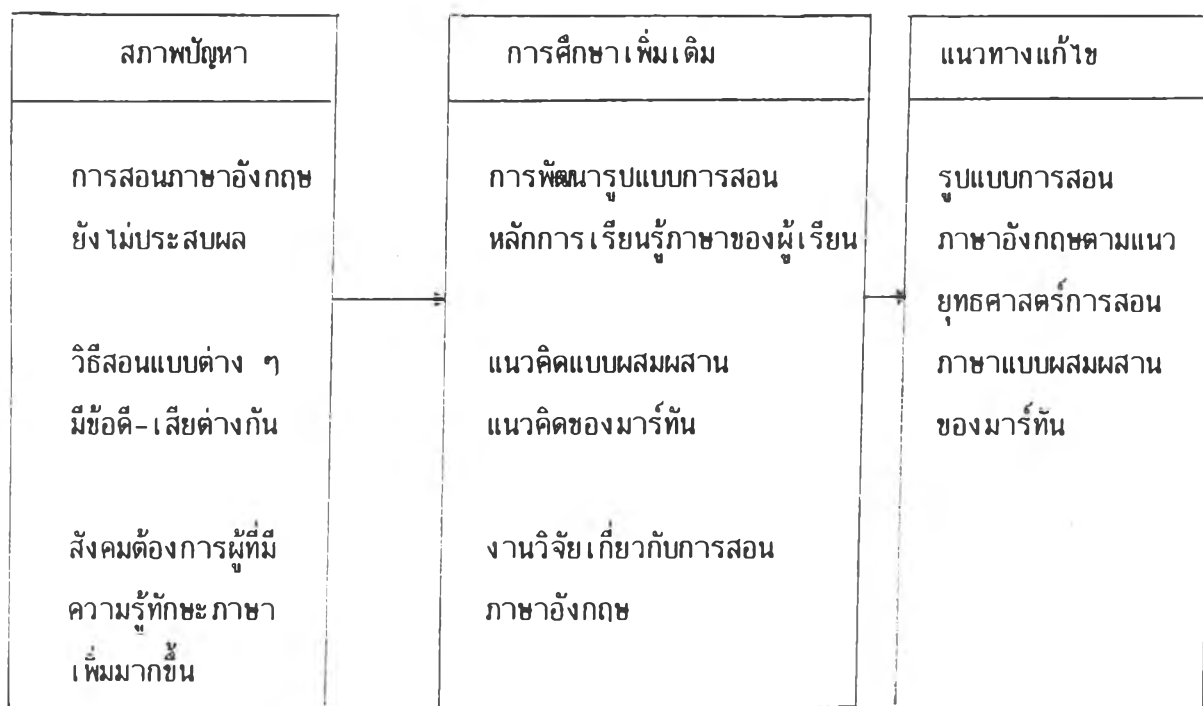 สภาพปัญหา
การสอนภาษาอังกฤษ
ยังไม่ประสบผล
วิธีสอนแบบต่าง ๆ
มีข้อดี-เสียต่างกัน
สังคมต้องการผู้ที่มี
ความรู้ทักษะภาษา
เพิ่มมากขึ้น
การศึกษาเพิ่มเติม
การพัฒนารูปแบบการสอน
หลักการเรียนรู้ภาษาของผู้เรียน
แนวคิดแบบผสมผสาน
แนวคิดของมาร์ทัน
งานวิจัยเกี่ยวกับการสอน
ภาษาอังกฤษ
แนวทางแก้ไข
รูปแบบการสอน
ภาษาอังกฤษตามแนว
ยุทธศาสตร์การสอน
ภาษาแบบผสมผสาน
ของมาร์ทัน